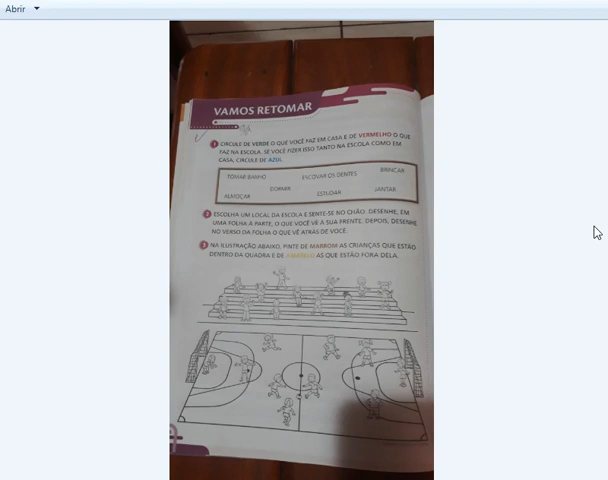 Abrir
VAMOS RETOMAR
1 CIRCULE DE VERDE O QUE VOCÊ FAZ EM CASA E DE VERMELHO O QUE
FAZ NA ESCOLA. SE VOCÊ FIZER ISSO TANTO NA ESCOLA COMO EM
CASA, CIRCULE DE AZUL.
TOMAR BANHO ESCOVAR OS DENTES BRINCAR
DORMIR
ALMOÇAR ESTUDAR JANTAR
2 ESCOLHA UM LOCAL DA ESCOLA E SENTE-SE NO CHÃO. DESENHE, EM
UMA FOLHA À PARTE, O QUE VOCÊ VÊ À SUA FRENTE. DEPOIS, DESENHE
NO VERSO DA FOLHA O QUE VÊ ATRÁS DE VOCÊ.
3 NA ILUSTRAÇÃO ABAIXO, PINTE DE MARROM AS CRIANÇAS QUE ESTÃO
DENTRO DA QUADRA E DE AMARELO AS QUE ESTÃO FORA DELA.